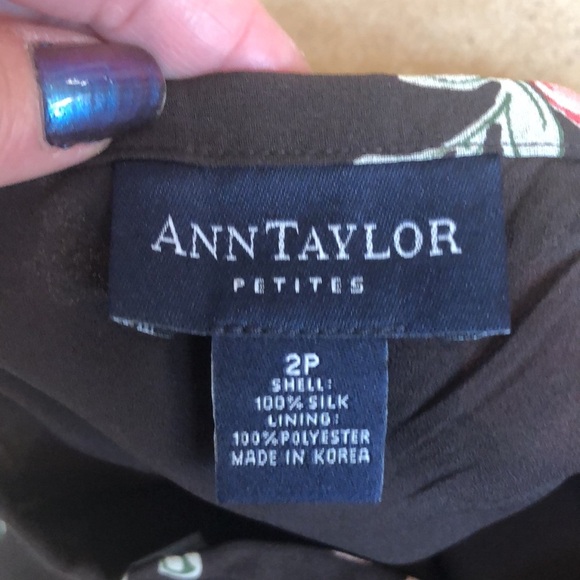 ANNTAYLOR
PETITES
2P
SHELL:
100% SILK
LINING:
100% POLYESTER
MADE IN KOREA